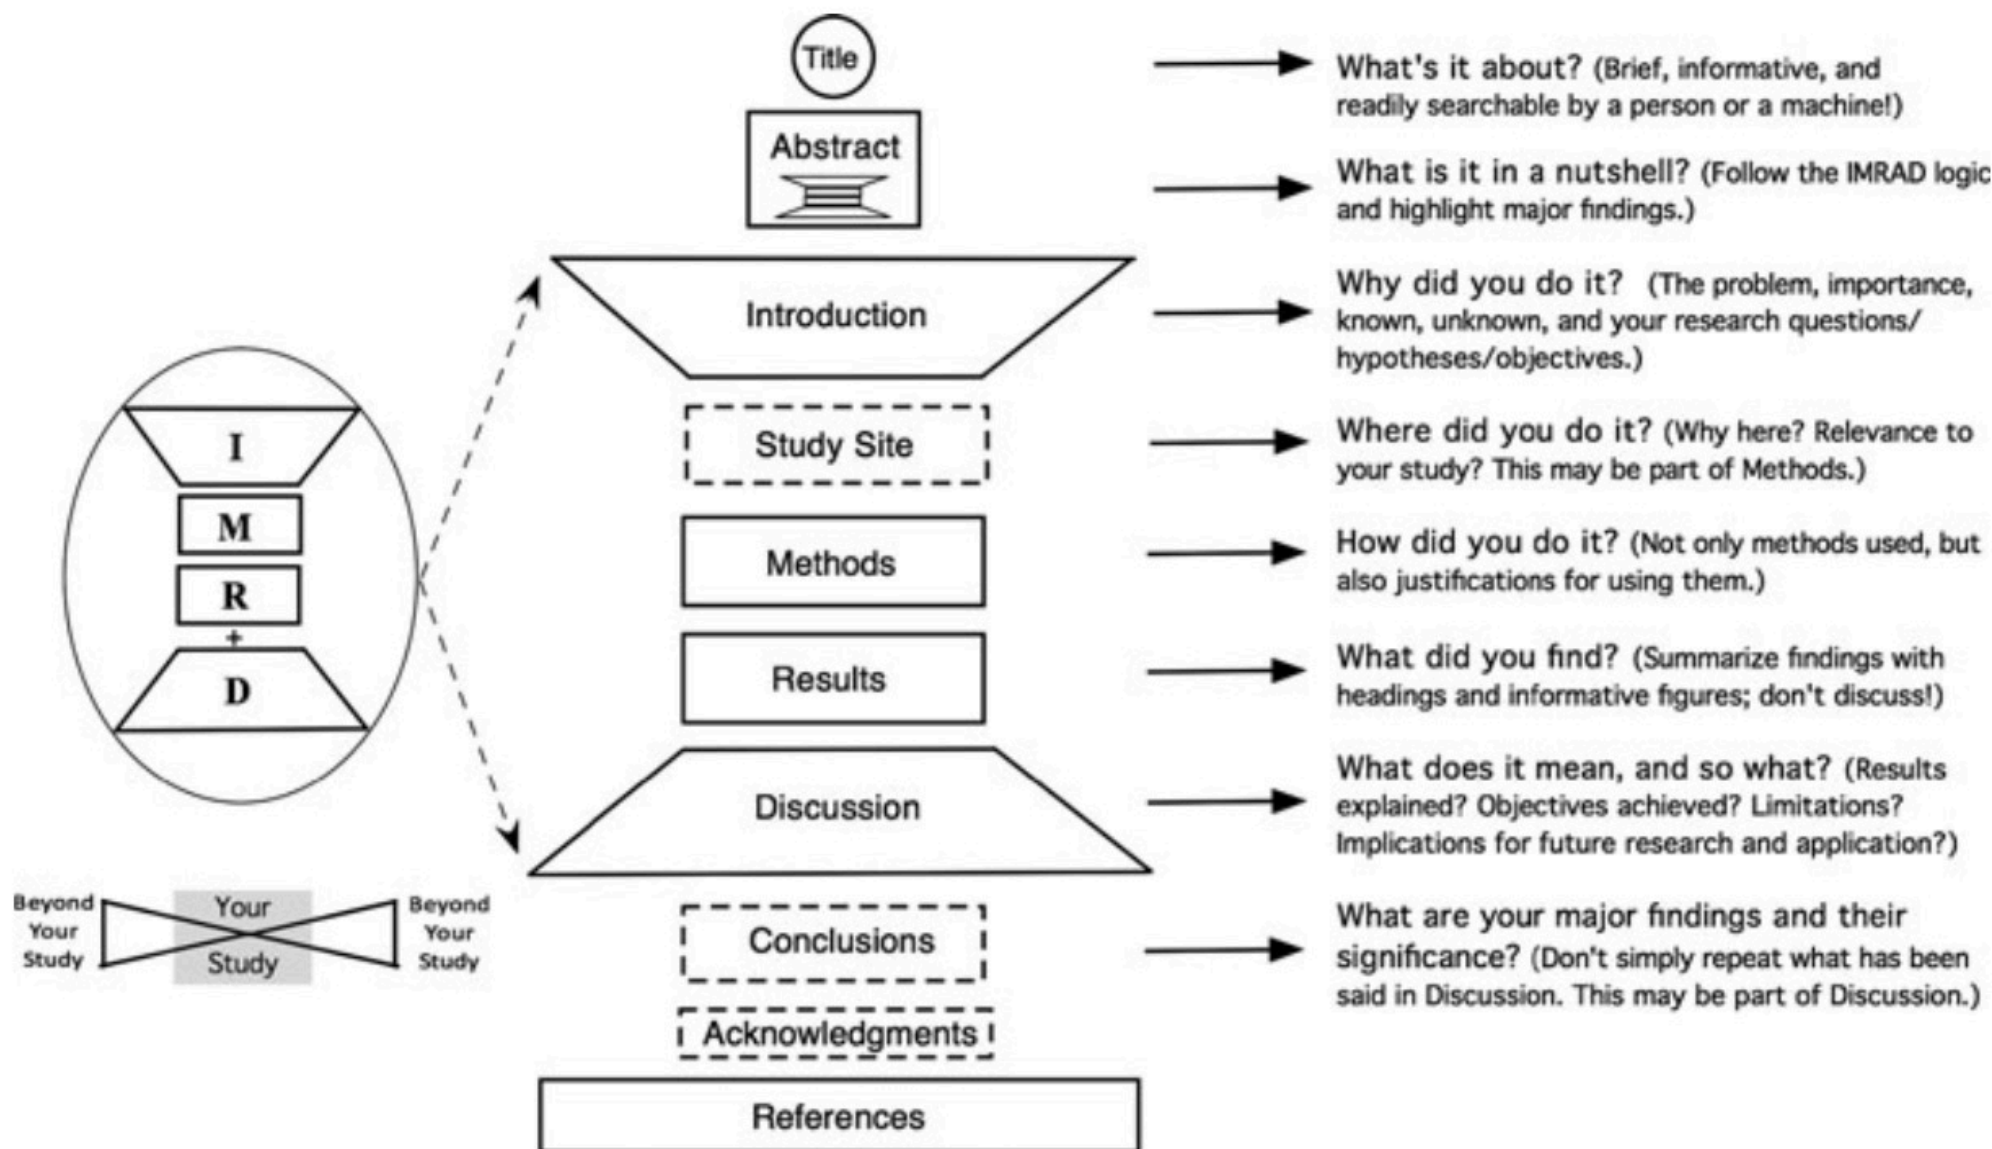 Title
What's it about? (Brief, informative, and
readily searchable by a person or a machine!)
Abstract
What is it in a nutshell? (Follow the IMRAD logic
and highlight major findings.)
Introduction
Why did you do it? (The problem, importance,
known, unknown, and your research questions/
hypotheses/objectives.)
Study Site
Where did you do it? (Why here? Relevance to
your study? This may be part of Methods.)
Methods
How did you do it? (Not only methods used, but
also justifications for using them.)
Results
What did you find? (Summarize findings with
headings and informative figures; don't discuss!)
Discussion
What does it mean, and so what? (Results
explained? Objectives achieved? Limitations?
Implications for future research and application?)
Conclusions
What are your major findings and their
significance? (Don't simply repeat what has been
said in Discussion. This may be part of Discussion.)
Acknowledgments
References
I
M
R
+
D
Beyond
Your
Study
Your
Study
Beyond
Your
Study